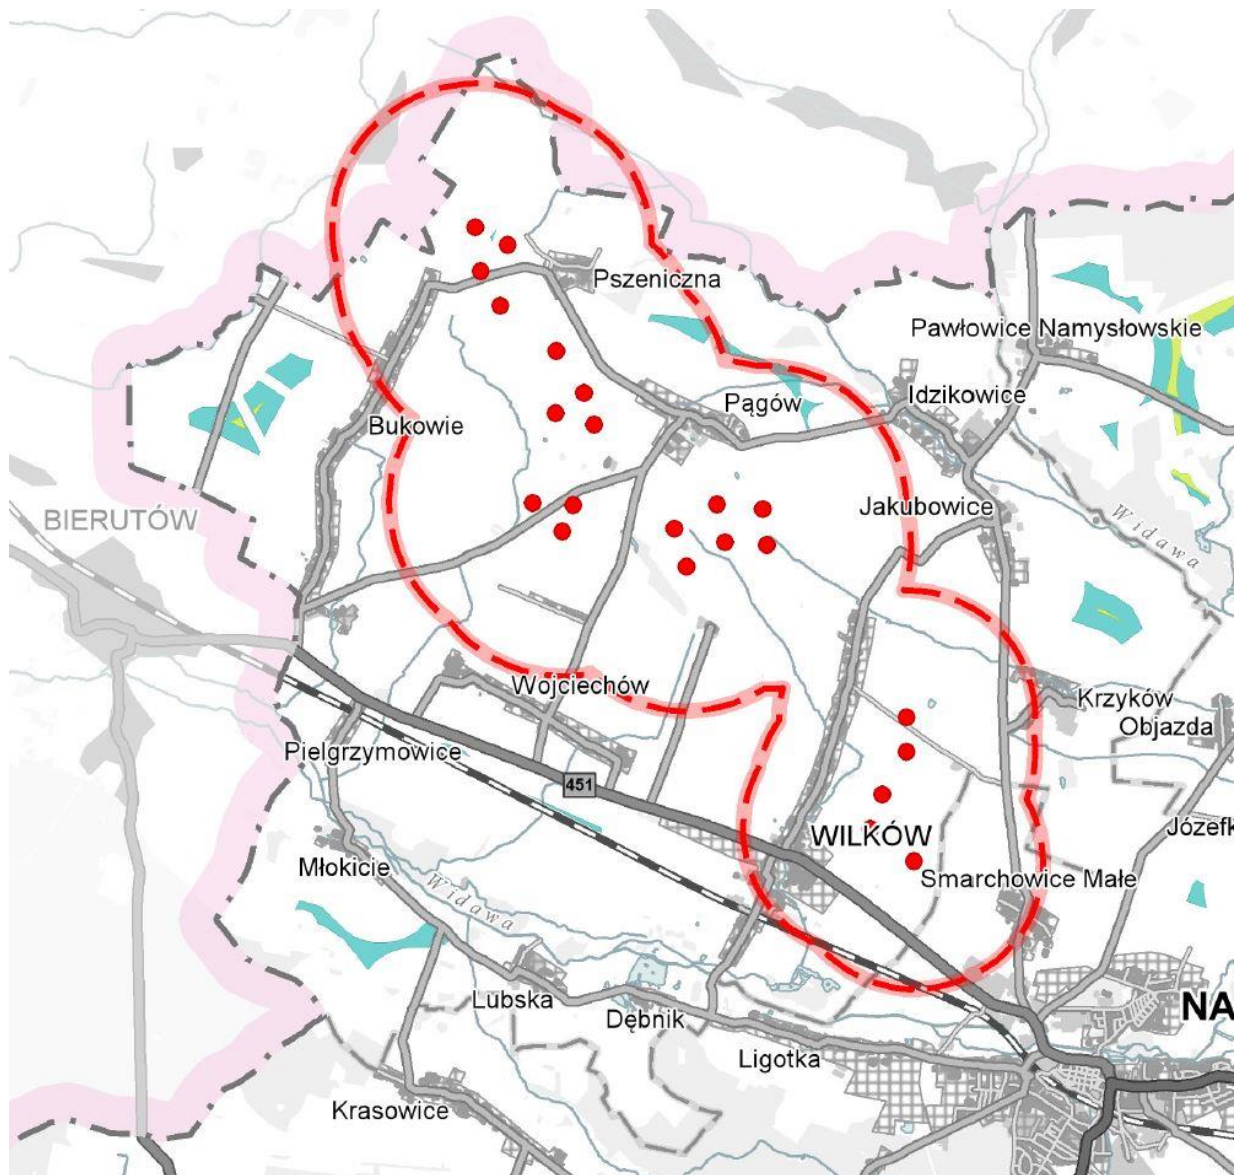 Pszeniczna
Pawłowice Namysłowskie
Idzikowice
Pągów
Bukowie
Jakubowice
BIERUTÓW
Widawa
Wojciechów
Krzyków
Objazda
Pielgrzymowice
451
WILKÓW
Józefk
Młokicie
Smarchowice Małe
Widawa
Lubska
Dębnik
NA
Ligotka
Krasowice